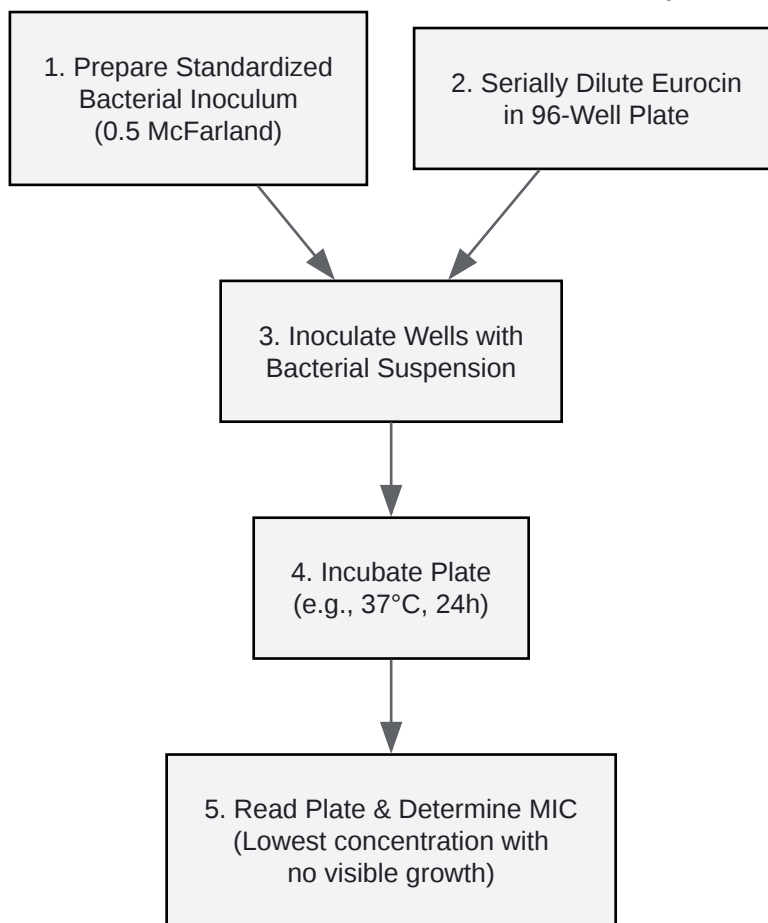 1. Prepare Standardized
Bacterial Inoculum
(0.5 McFarland)
2. Serially Dilute Eurocin
in 96-Well Plate
3. Inoculate Wells with
Bacterial Suspension
4. Incubate Plate
(e.g., 37°C, 24h)
5. Read Plate & Determine MIC
(Lowest concentration with
no visible growth)